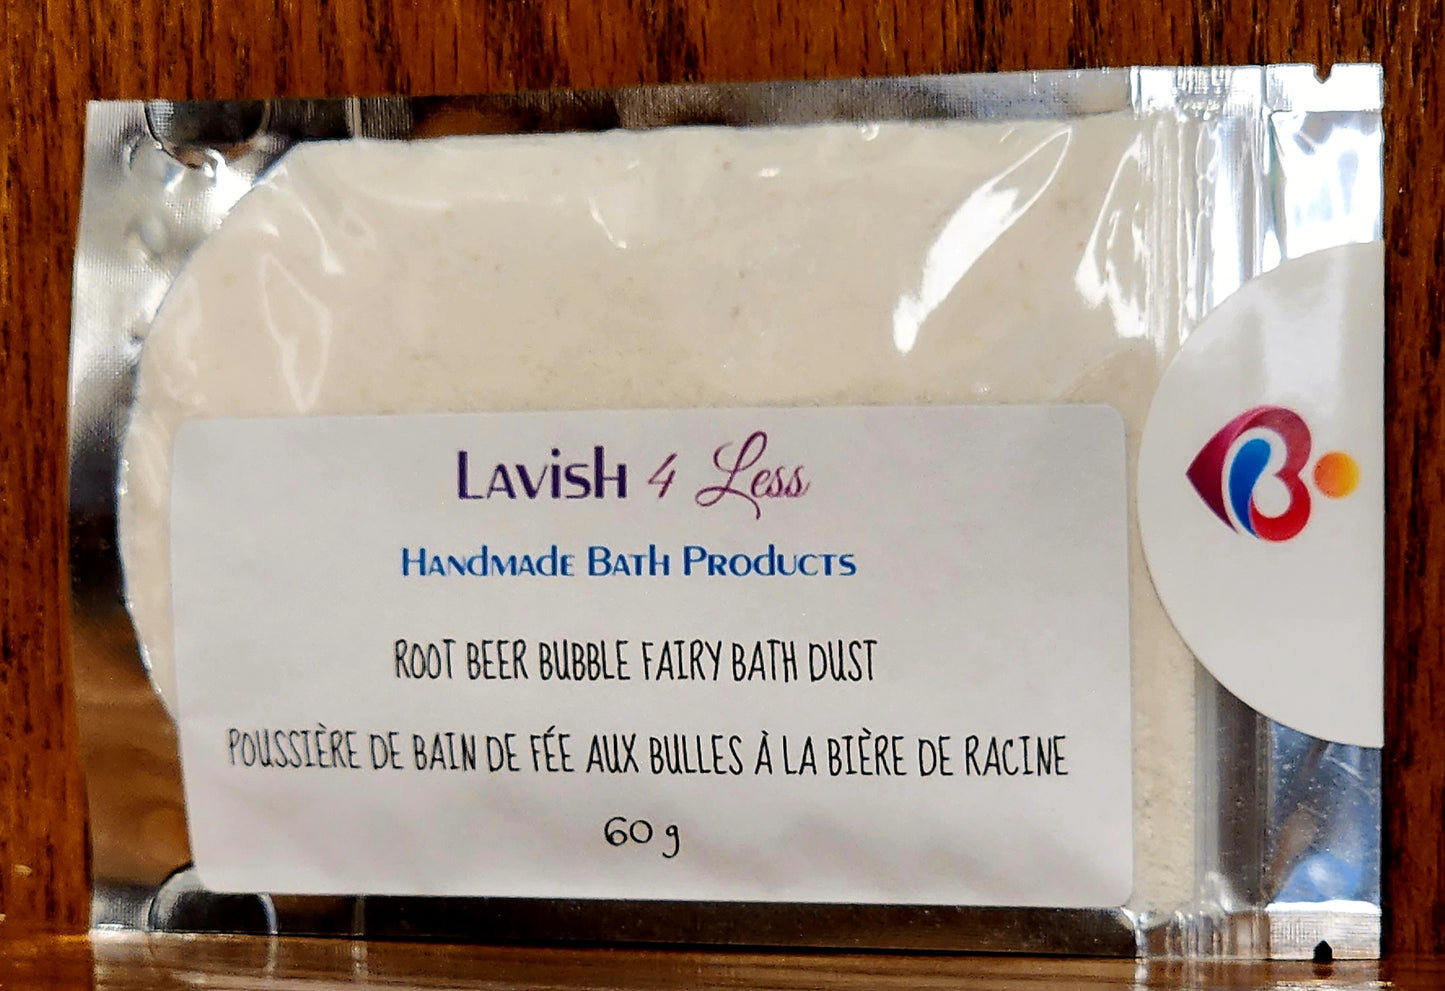 Lavish 4 Less
Handmade Bath Products
ROOT BEER BUBBLE FAIRY BATH DUST
POUSSIÈRE DE BAIN DE FÉE AUX BULLES À LA BIÈRE DE RACINE
60 g